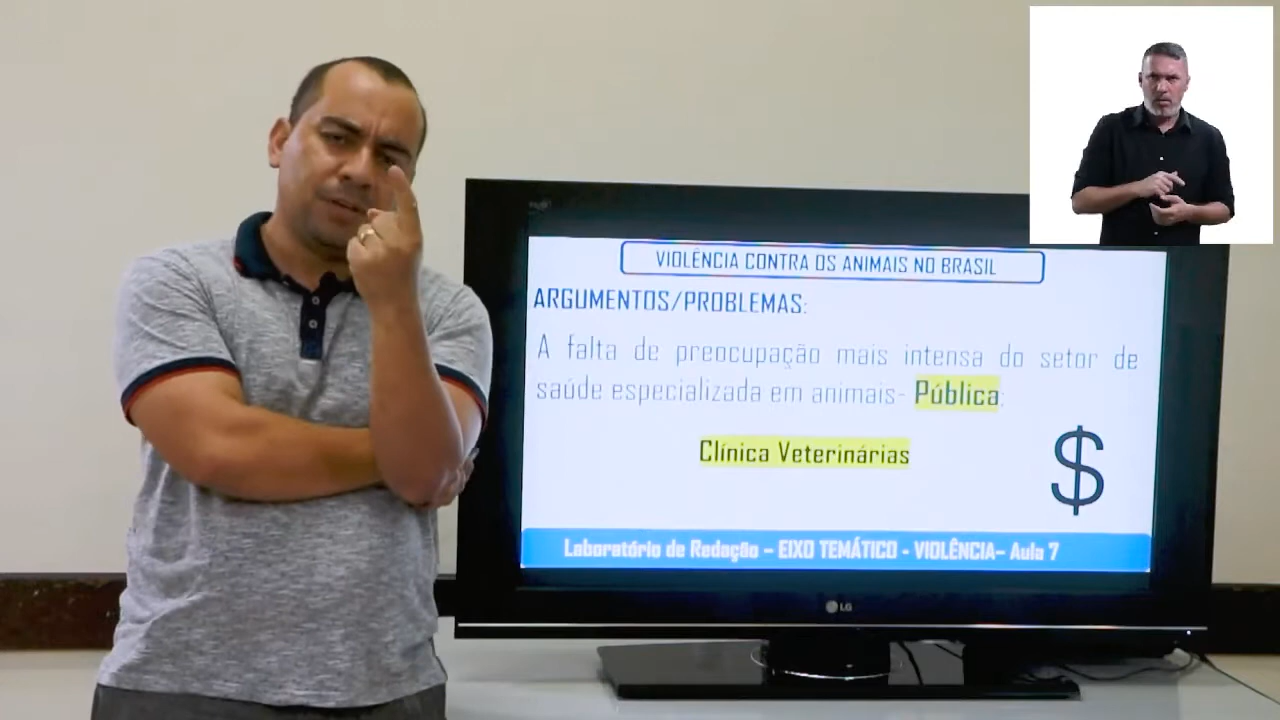 VIOLÊNCIA CONTRA OS ANIMAIS NO BRASIL
ARGUMENTOS/PROBLEMAS:
A falta de preocupação mais intensa do setor de
saúde especializada em animais- Pública;
Clínica Veterinárias
$
Laboratório de Redação – EIXO TEMÁTICO - VIOLÊNCIA– Aula 7
LG